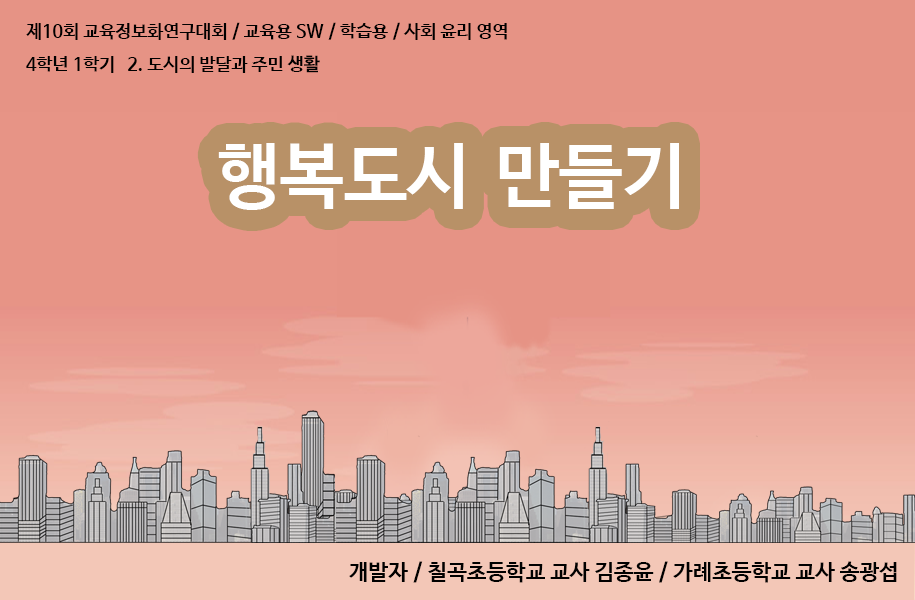 제10회 교육정보화연구대회 / 교육용 SW / 학습용 / 사회 윤리 영역
4학년 1학기 2. 도시의 발달과 주민 생활
행복도시 만들기
개발자 / 칠곡초등학교 교사 김종윤 / 가례초등학교 교사 송광섭